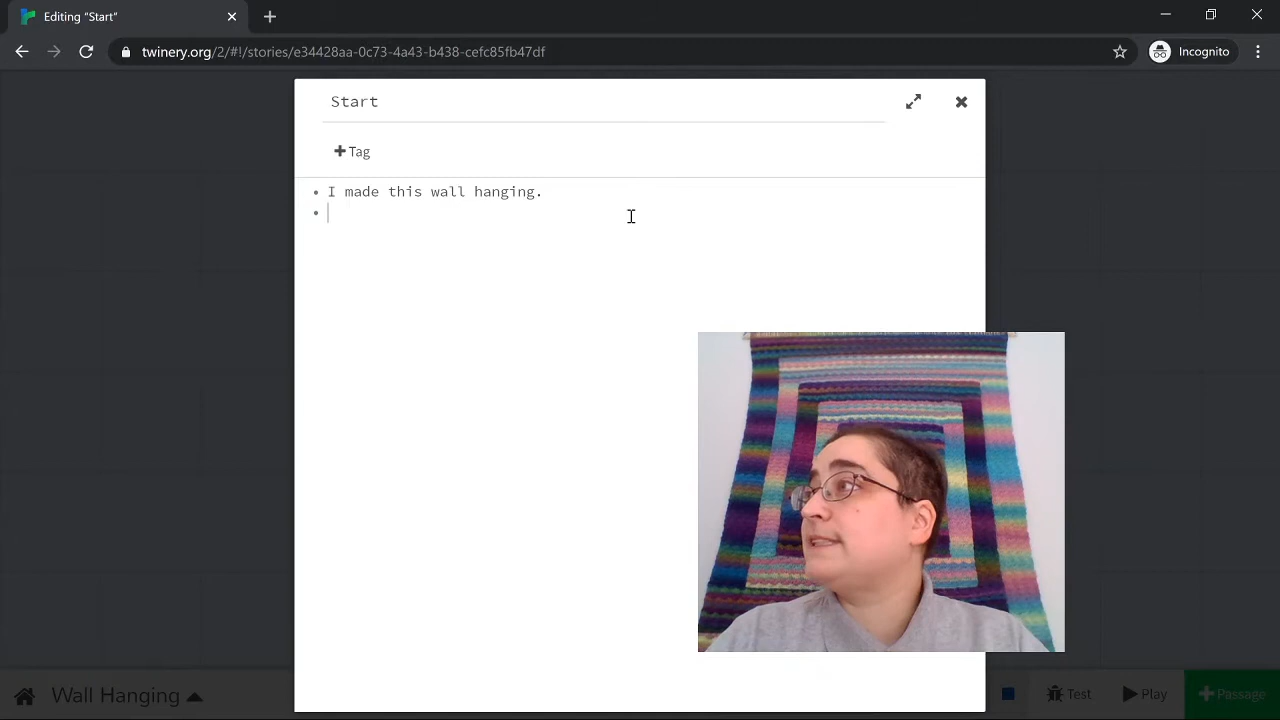 Editing "Start"
twinery.org/2/#!/stories/e34428aa-0c73-4a43-b438-cefc85fb47df
Incognito
Start
Tag
I made this wall hanging.
Wall Hanging
Test
Play
Passage